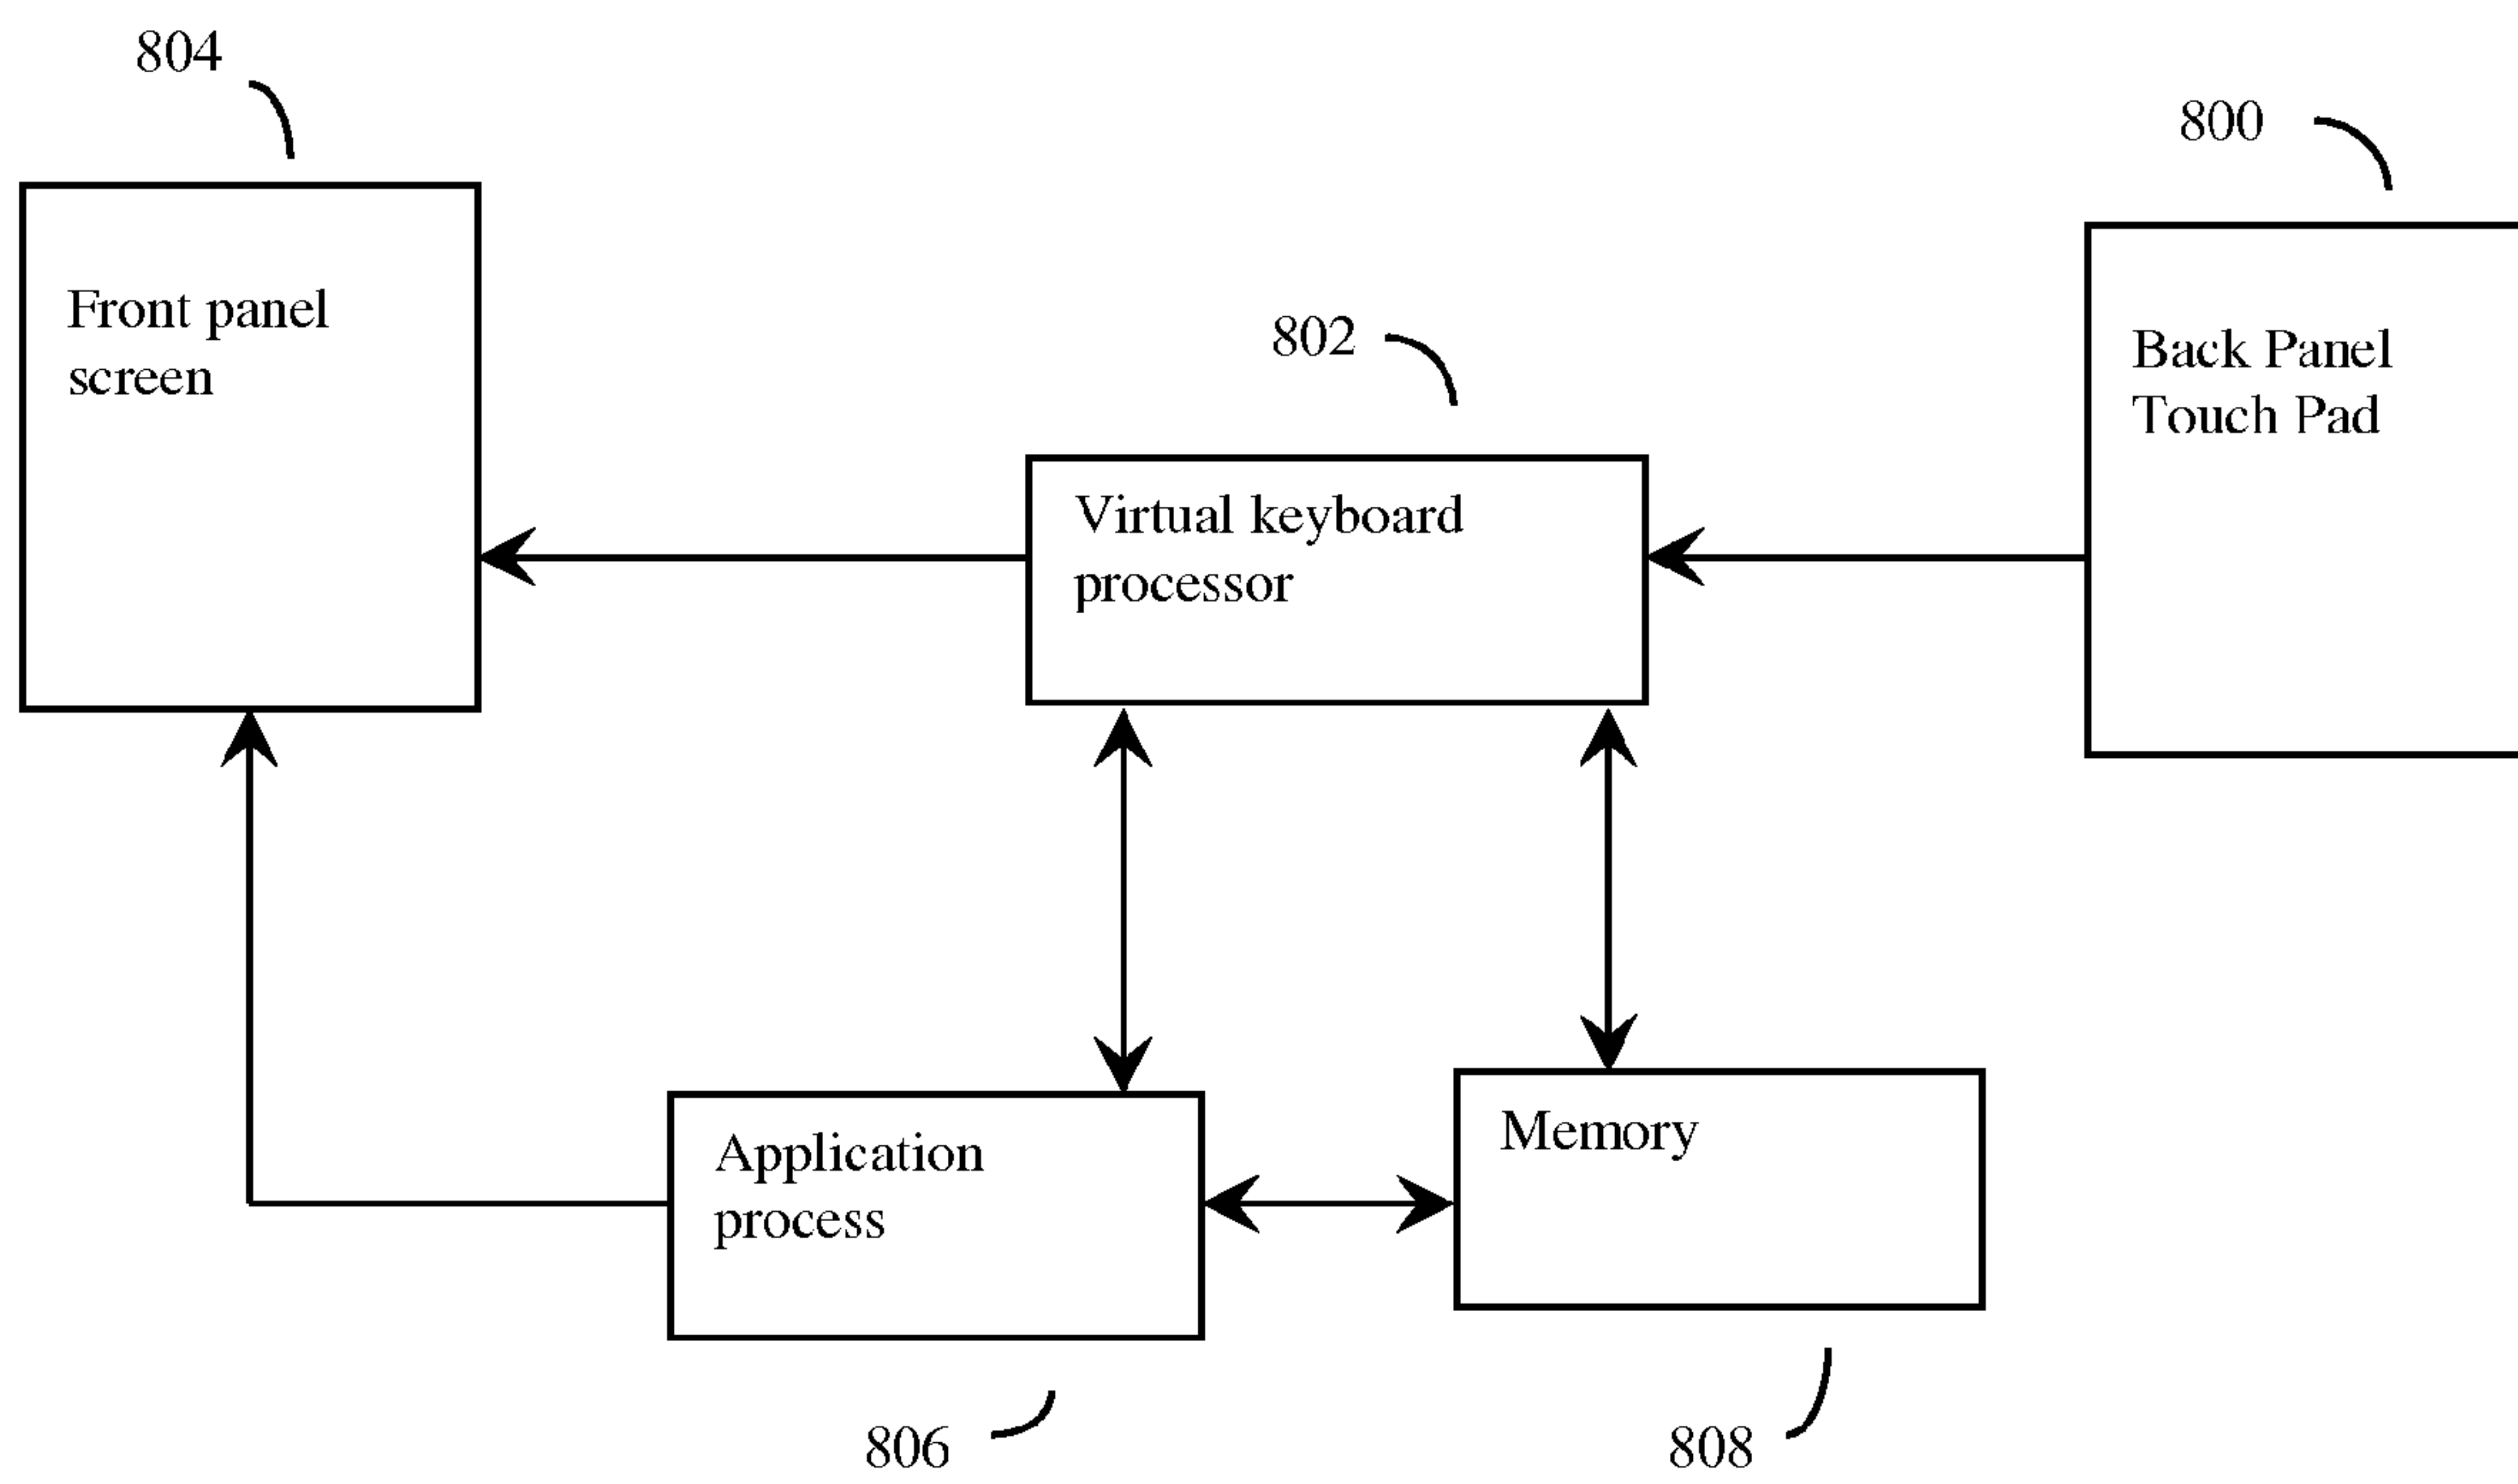 804
800
Front panel
screen
802
Back Panel
Touch Pad
Virtual keyboard
processor
Application
process
Memory
806
808